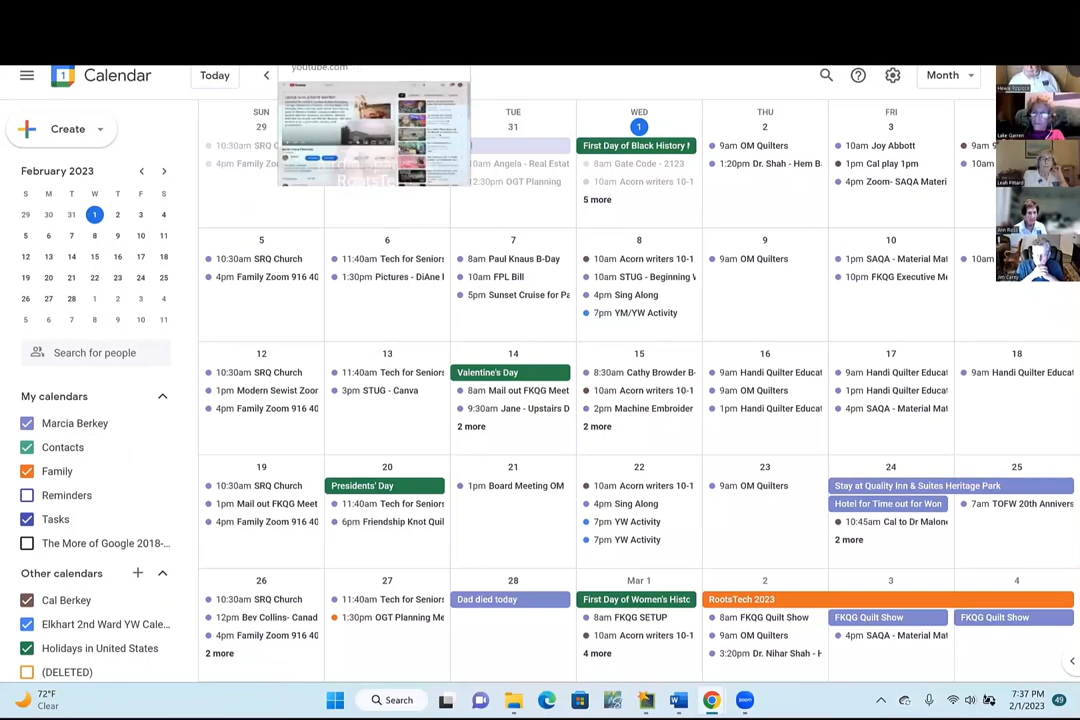 youtube.com
1
Calendar
Today
Month
RootsTe
Create
February 2023
S M T W T F S
29 30 31 1 2 3 4
5 6 7 8 9 10 11
12 13 14 15 16 17 18
19 20 21 22 23 24 25
26 27 28 1 2 3 4
5 6 7 8 9 10 11
Search for people
My calendars
Marcia Berkey
Contacts
Family
Reminders
Tasks
The More of Google 2018-...
Other calendars
Cal Berkey
Elkhart 2nd Ward YW Cale...
Holidays in United States
(DELETED)
SUN TUE WED THU FRI
29 31 1 2 3
10:30am SRQ C
4pm Family Zo
10am Angela - Real Estat
12:30pm OGT Planning
First Day of Black History M
8am Gate Code - 2123
10am Acorn writers 10-1
5 more
9am OM Quilters
1:20pm Dr. Shah - Hem B
10am Joy Abbott
1pm Cal play 1pm
4pm Zoom- SAQA Materi
9am
10am
5 6 7 8 9 10
10:30am SRQ Church
4pm Family Zoom 916 40
11:40am Tech for Seniors
1:30pm Pictures - DiAne
8am Paul Knaus B-Day
10am FPL Bill
5pm Sunset Cruise for Pa
10am Acorn writers 10-1
10am STUG - Beginning
4pm Sing Along
7pm YM/YW Activity
9am OM Quilters
1pm SAQA - Material Mat
10pm FKQG Executive Me
10am
12 13 14 15 16 17 18
10:30am SRQ Church
1pm Modern Sewist Zoor
4pm Family Zoom 916 40
11:40am Tech for Seniors
3pm STUG - Canva
Valentine's Day
8am Mail out FKQG Meet
9:30am Jane - Upstairs D
2 more
8:30am Cathy Browder B-
10am Acorn writers 10-1
2pm Machine Embroider
2 more
9am Handi Quilter Educat
9am OM Quilters
1pm Handi Quilter Educat
9am Handi Quilter Educat
1pm Handi Quilter Educat
4pm SAQA - Material Mat
9am Handi Quilter Educat
19 20 21 22 23 24 25
10:30am SRQ Church
1pm Mail out FKQG Meet
4pm Family Zoom 916 40
Presidents' Day
11:40am Tech for Seniors
6pm Friendship Knot Quil
1pm Board Meeting OM
10am Acorn writers 10-1
4pm Sing Along
7pm YW Activity
7pm YW Activity
9am OM Quilters
Stay at Quality Inn & Suites Heritage Park
Hotel for Time out for Won
10:45am Cal to Dr Malone
2 more
7am TOFW 20th Annivers
26 27 28 Mar 1 2 3 4
10:30am SRQ Church
12pm Bev Collins- Canad
4pm Family Zoom 916 40
2 more
11:40am Tech for Seniors
1:30pm OGT Planning Me
Dad died today
First Day of Women's Histo
8am FKQG SETUP
10am Acorn writers 10-1
4 more
RootsTech 2023
8am FKQG Quilt Show
9am OM Quilters
3:20pm Dr. Nihar Shah - H
FKQG Quilt Show
4pm SAQA - Material Mat
FKQG Quilt Show
72°F
Clear
Search
7:37 PM
2/1/2023
49